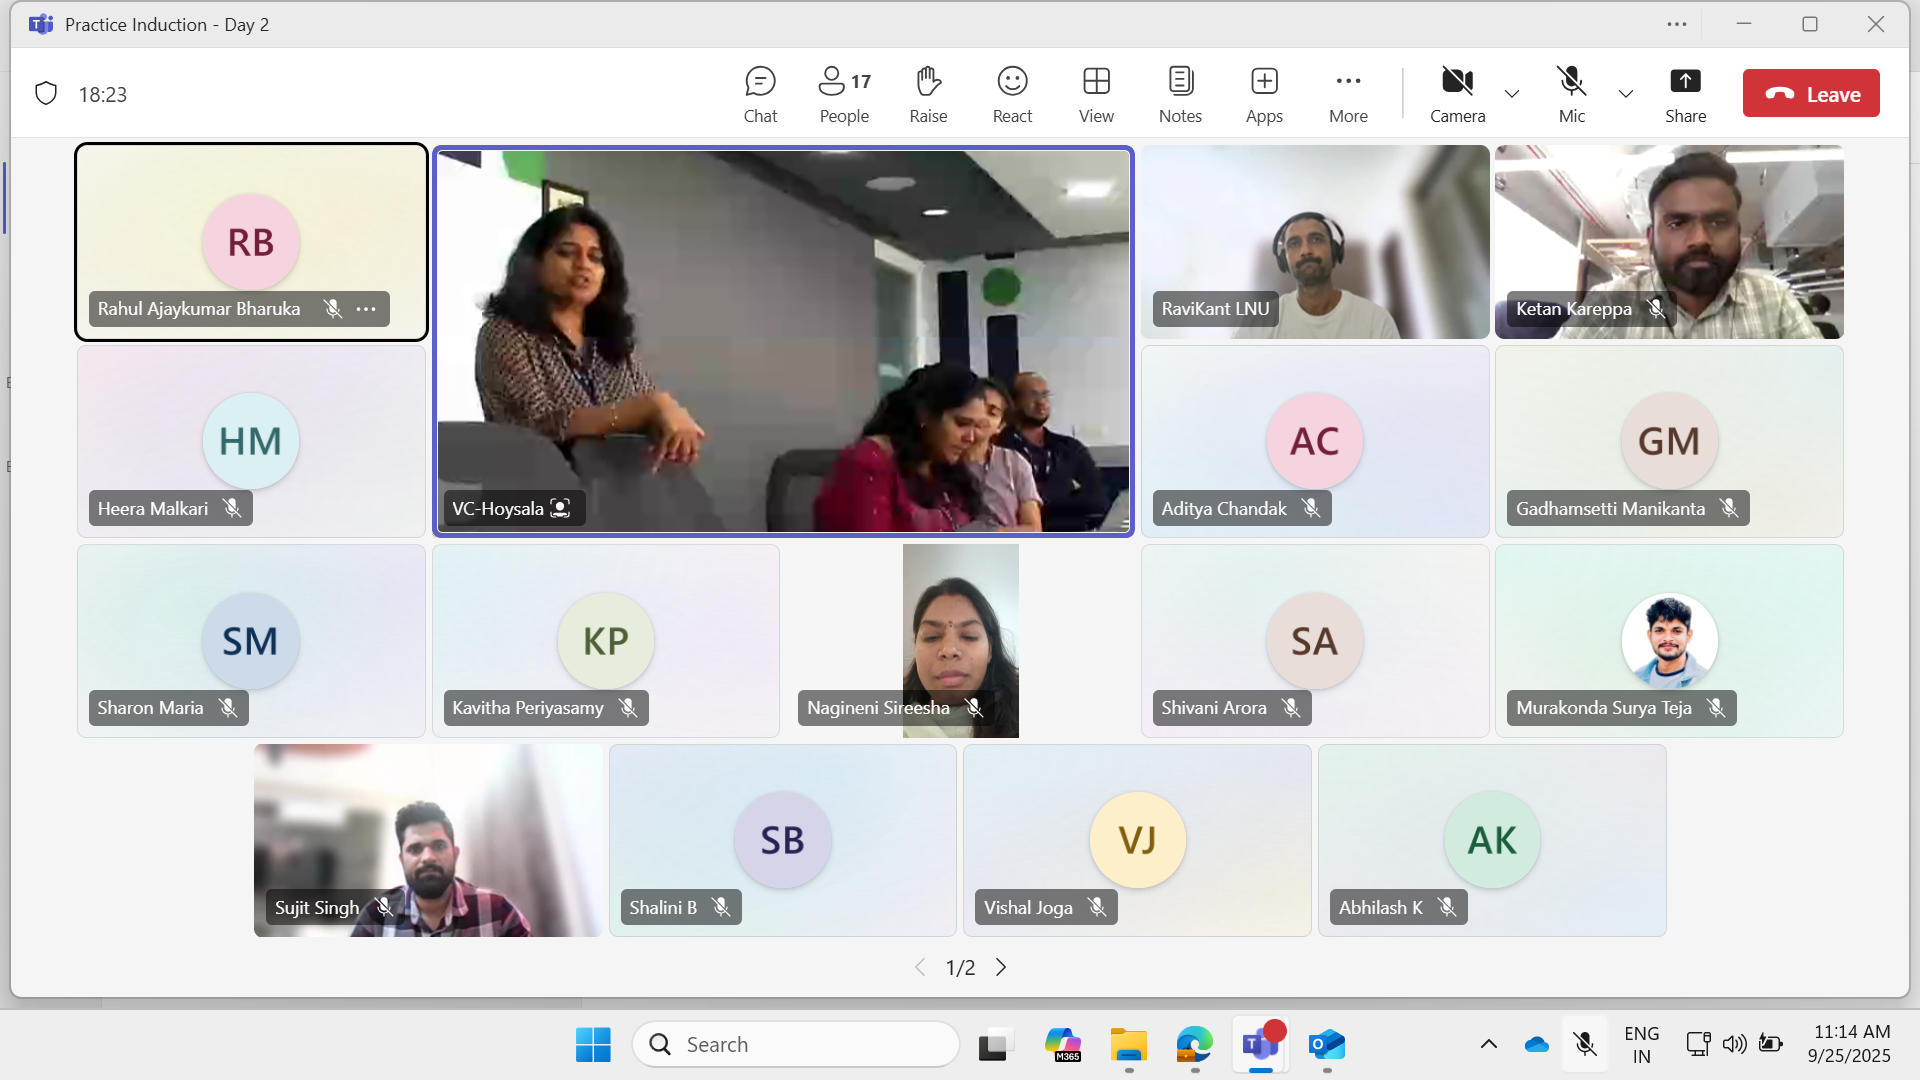 Practice Induction - Day 2
18:23
17
Chat
People
Raise
React
View
Notes
Apps
More
Camera
Mic
Share
Leave
RB
Rahul Ajaykumar Bharuka
VC-Hoysala
RaviKant LNU
Ketan Kareppa
HM
Heera Malkari
AC
Aditya Chandak
GM
Gadhamsetti Manikanta
SM
Sharon Maria
KP
Kavitha Periyasamy
Nagineni Sireesha
SA
Shivani Arora
Murakonda Surya Teja
Sujit Singh
SB
Shalini B
VJ
Vishal Joga
AK
Abhilash K
1/2
Search
M365
ENG
IN
11:14 AM
9/25/2025